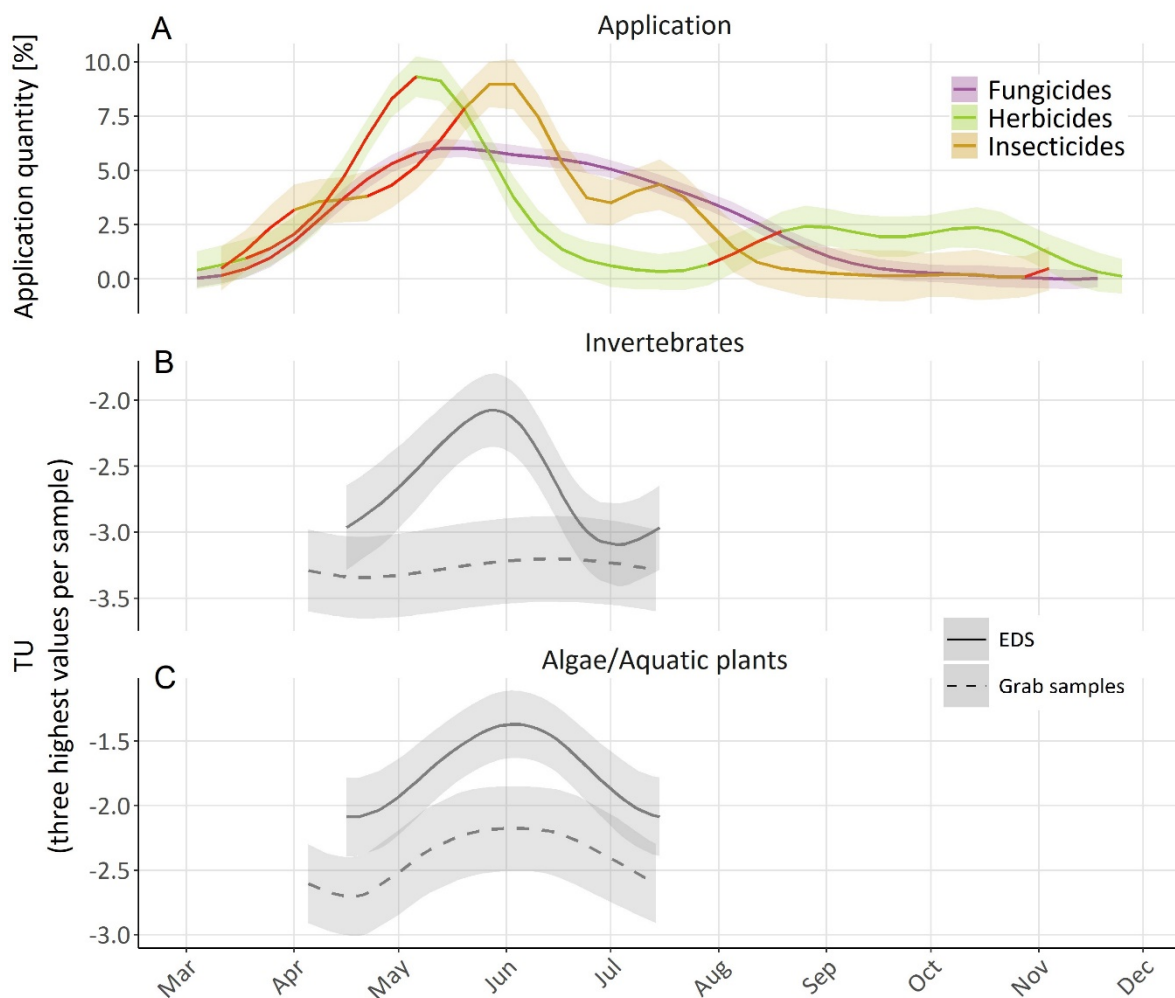 A
Application
Application quantity [%]
10.0
7.5
5.0
2.5
0.0
Fungicides
Herbicides
Insecticides
B
Invertebrates
TU
(three highest values per sample)
-2.0
-2.5
-3.0
-3.5
EDS
Grab samples
C
Algae/Aquatic plants
-1.5
-2.0
-2.5
-3.0
Mar
Apr
May
Jun
Jul
Aug
Sep
Oct
Nov
Dec